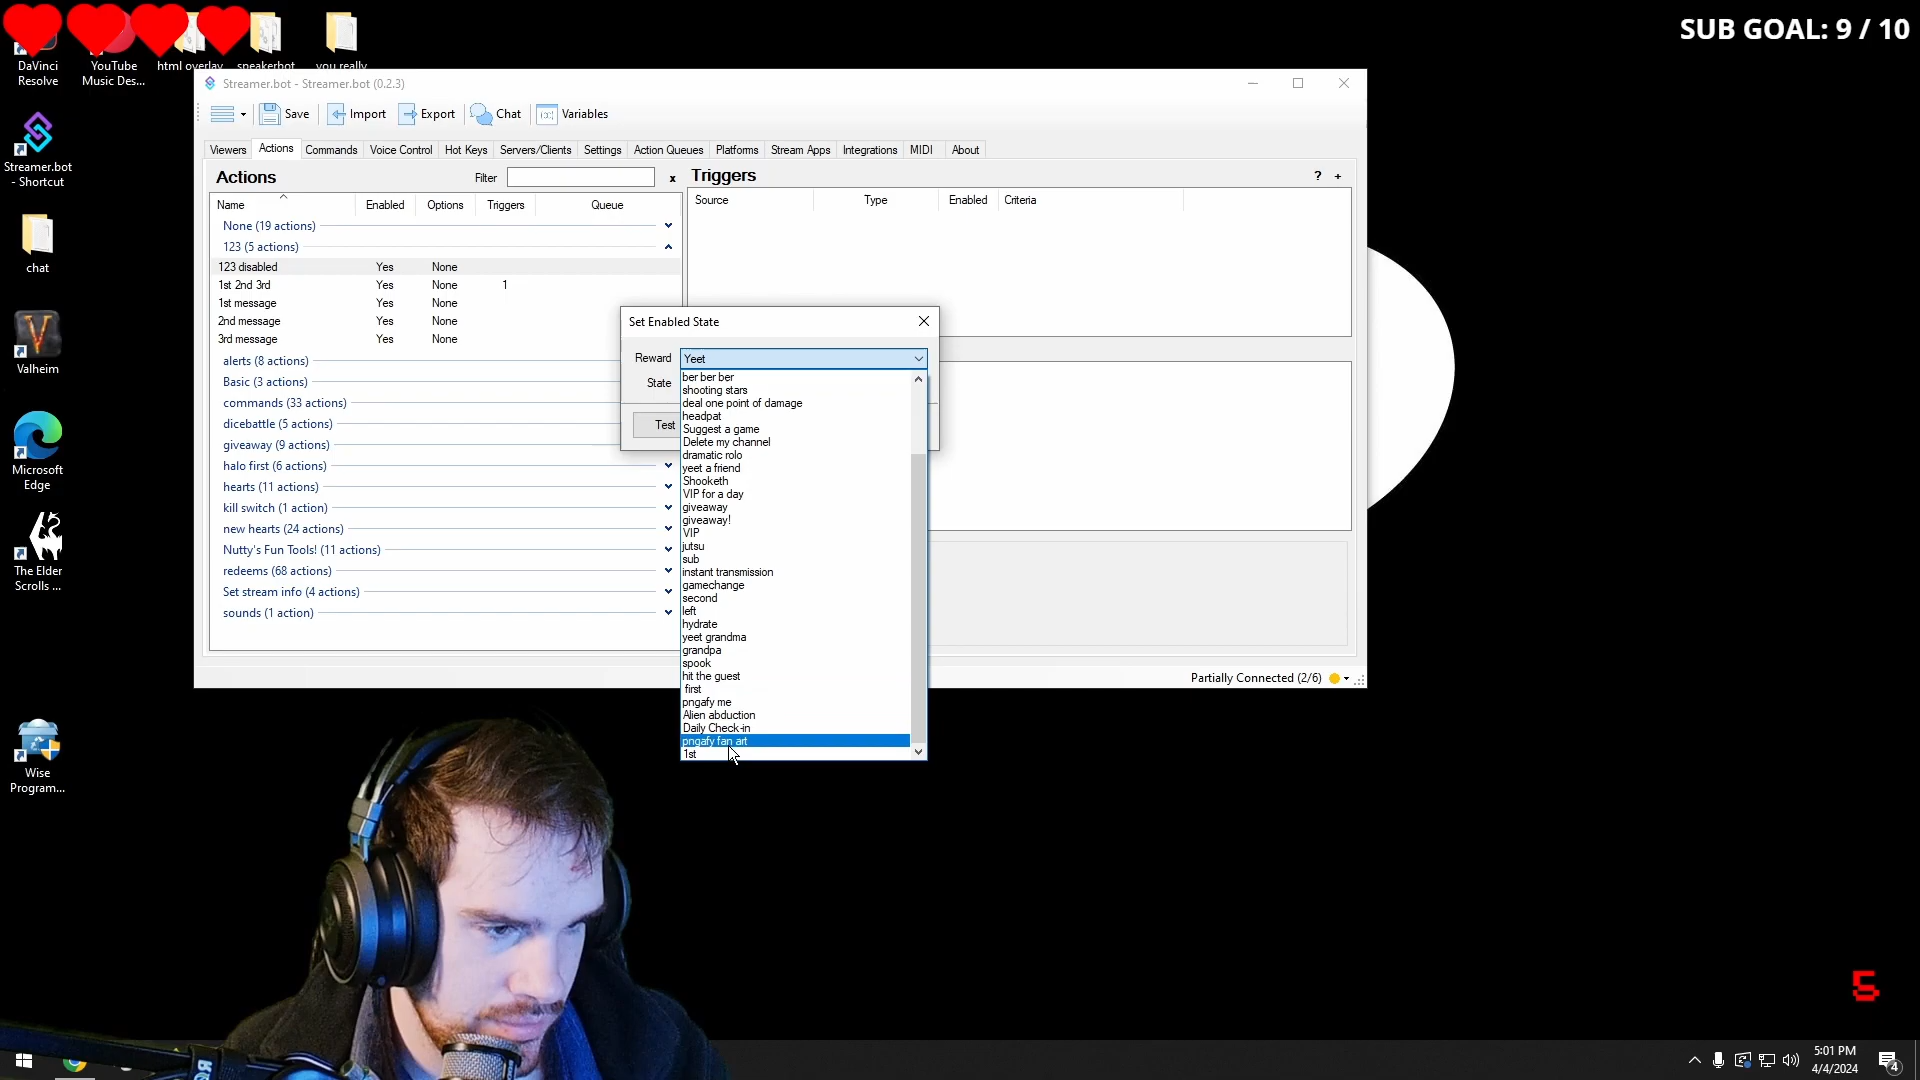 SUB GOAL: 9 / 10
DaVinci
Resolve
YouTube
Music Des...
html overlay
speakerbot
you really
Streamer.bot
- Shortcut
chat
Valheim
Microsoft
Edge
The Elder
Scrolls ...
Wise
Program...
Streamer.bot - Streamer.bot (0.2.3)
Save Import Export Chat Variables
Viewers Actions Commands Voice Control Hot Keys Servers/Clients Settings Action Queues Platforms Stream Apps Integrations MIDI About
Actions Filter x
Name Enabled Options Triggers Queue
None (19 actions)
123 (5 actions)
123 disabled Yes None
1st 2nd 3rd Yes None 1
1st message Yes None
2nd message Yes None
3rd message Yes None
alerts (8 actions)
Basic (3 actions)
commands (33 actions)
dicebattle (5 actions)
giveaway (9 actions)
halo first (6 actions)
hearts (11 actions)
kill switch (1 action)
new hearts (24 actions)
Nutty's Fun Tools! (11 actions)
redeems (68 actions)
Set stream info (4 actions)
sounds (1 action)
Triggers ? +
Source Type Enabled Criteria
Set Enabled State
Reward Yeet
State
Test
ber ber ber
shooting stars
deal one point of damage
headpat
Suggest a game
Delete my channel
dramatic rolo
yeet a friend
Shooketh
VIP for a day
giveaway
giveaway!
VIP
jutsu
sub
instant transmission
gamechange
second
left
hydrate
yeet grandma
grandpa
spook
hit the guest
first
pngafy me
Alien abduction
Daily Check-in
pngafy fan art
1st
Partially Connected (2/6)
5
5:01 PM
4/4/2024
4